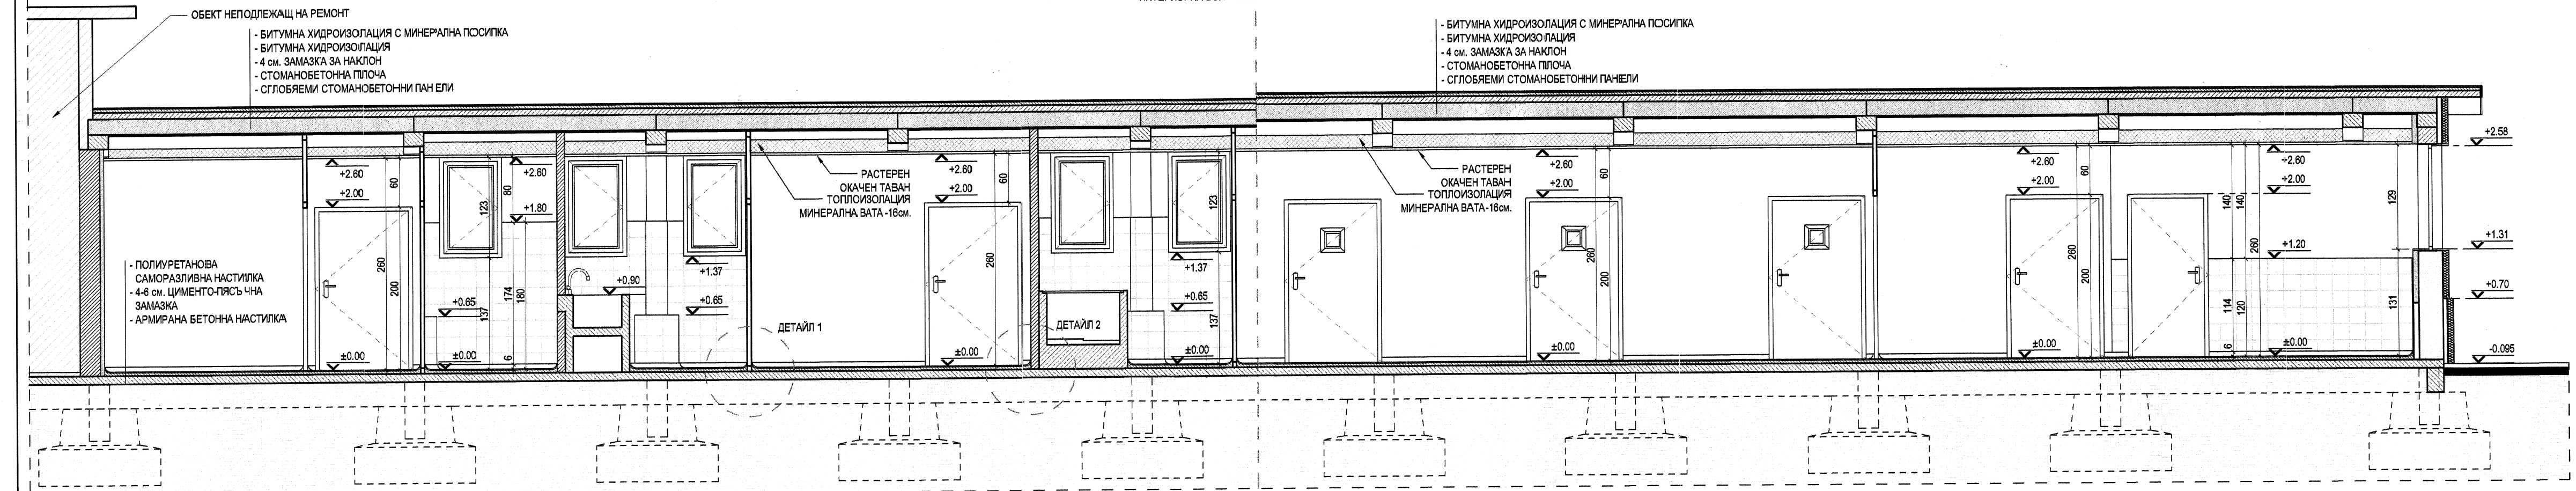 ОБЕКТ НЕПОДЛЕЖАЩ НА РЕМОНТ
- БИТУМНА ХИДРОИЗОЛАЦИЯ С МИНЕРАЛНА ПОСИПКА
- БИТУМНА ХИДРОИЗОЛАЦИЯ
- 4 см. ЗАМАЗКА ЗА НАКЛОН
- СТОМАНОБЕТОННА ПЛОЧА
- СГЛОБЯЕМИ СТОМАНОБЕТОННИ ПАНЕЛИ
- БИТУМНА ХИДРОИЗОЛАЦИЯ С МИНЕРАЛНА ПОСИПКА
- БИТУМНА ХИДРОИЗОЛАЦИЯ
- 4 см. ЗАМАЗКА ЗА НАКЛОН
- СТОМАНОБЕТОННА ПЛОЧА
- СГЛОБЯЕМИ СТОМАНОБЕТОННИ ПАНЕЛИ
- ПОЛИУРЕТАНОВА
САМОРАЗЛИВНА НАСТИЛКА
- 4-6 см. ЦИМЕНТО-ПЯСЪЧНА
ЗАМАЗКА
- АРМИРАНА БЕТОННА НАСТИЛКА
+2.60
+2.00
60
260
200
±0.00
123
80
+2.60
+1.80
+0.65
137
174
180
6
±0.00
+0.90
+1.37
+0.65
ДЕТАЙЛ 1
РАСТЕРЕН
ОКАЧЕН ТАВАН
ТОПЛОИЗОЛАЦИЯ
МИНЕРАЛНА ВАТА -16см.
+2.60
+2.00
60
260
±0.00
ДЕТАЙЛ 2
123
+1.37
+0.65
137
±0.00
РАСТЕРЕН
ОКАЧЕН ТАВАН
ТОПЛОИЗОЛАЦИЯ
МИНЕРАЛНА ВАТА -16см.
+2.60
+2.00
60
260
200
±0.00
+2.60
+2.00
60
260
200
±0.00
+2.60
+2.00
140
140
260
+1.20
114
120
6
±0.00
129
131
+2.58
+1.31
+0.70
-0.095